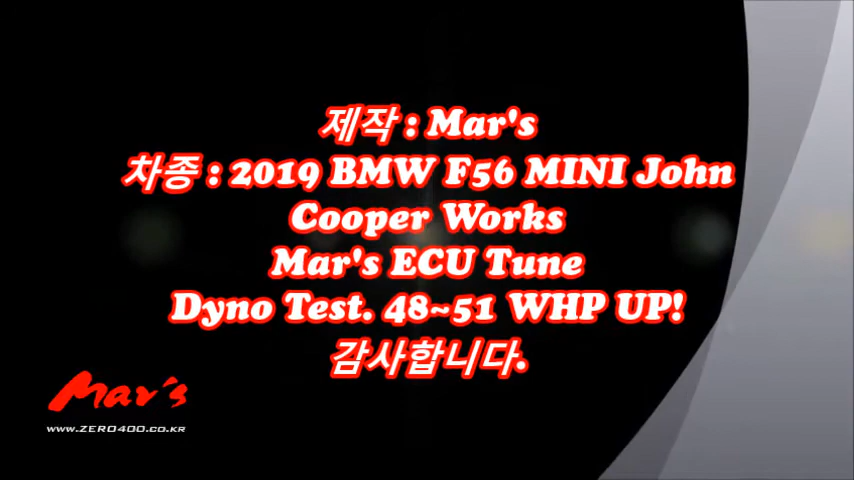 제작 : Mar's
차종 : 2019 BMW F56 MINI John
Cooper Works
Mar's ECU Tune
Dyno Test. 48~51 WHP UP!
감사합니다.
Mar's
www.ZERO400.co.kr